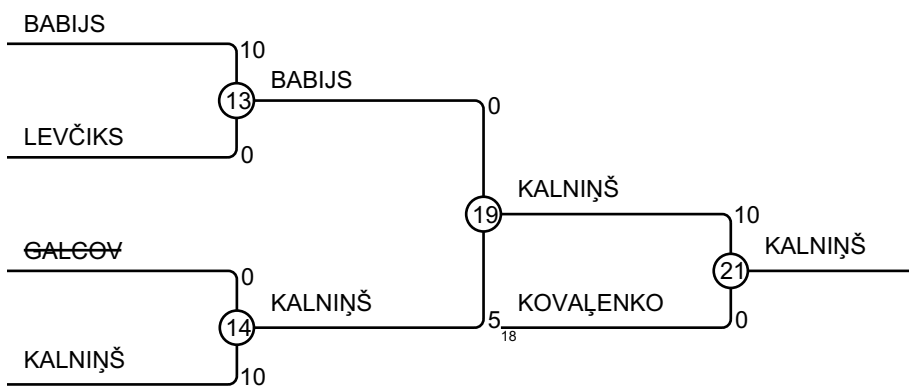 BABIJS
10
BABIJS
13
0
LEVČIKS
0
KALNIŅŠ
19
10
GALCOV
KALNIŅŠ
0
21
KALNIŅŠ
5
KOVAĻENKO
14
18
0
KALNIŅŠ
10